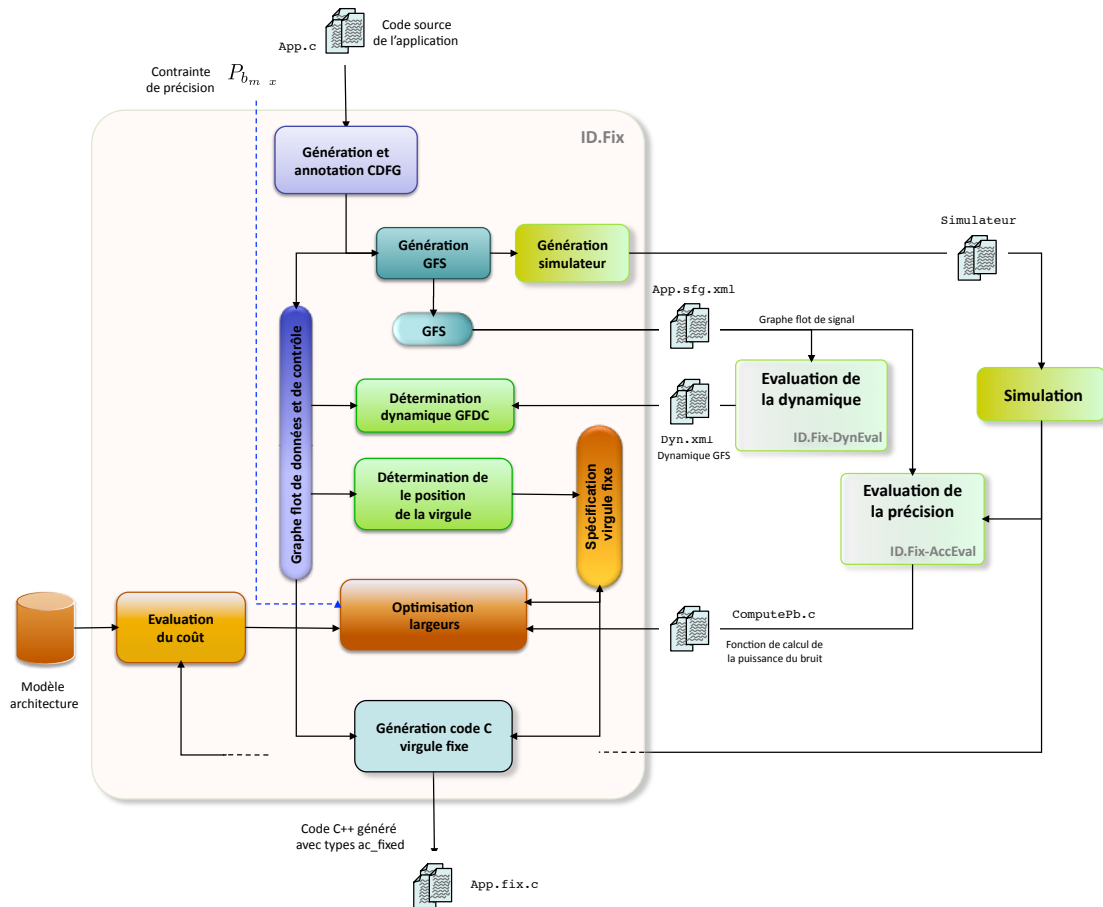 Code source
de l'application
App.c
Contrainte
de précision
P_{b_{m x}}
ID.Fix
Génération et
annotation CDFG
Simulateur
Génération
GFS
Génération
simulateur
App.sfg.xml
GFS
Graphe flot de signal
Graphe flot de données et de contrôle
Evaluation de
la dynamique
ID.Fix-DynEval
Simulation
Détermination
dynamique GFDC
Dyn.xml
Dynamique GFS
Spécification
virgule fixe
Détermination de
le position
de la virgule
Evaluation de
la précision
ID.Fix-AccEval
Evaluation
du coût
Optimisation
largeurs
ComputePb.c
Fonction de calcul de
la puissance du bruit
Modèle
architecture
Génération code C
virgule fixe
Code C++ généré
avec types ac_fixed
App.fix.c